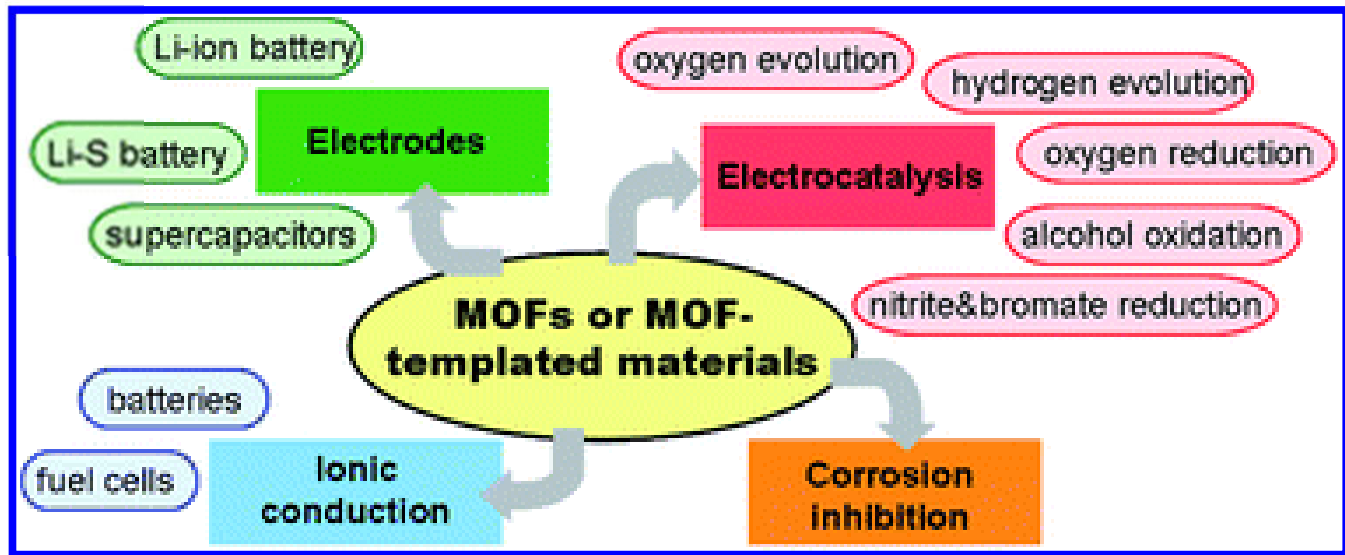 Li-ion battery
Li-S battery
supercapacitors
Electrodes
oxygen evolution
hydrogen evolution
oxygen reduction
alcohol oxidation
nitrite&bromate reduction
Electrocatalysis
MOFs or MOF-
templated materials
batteries
fuel cells
Ionic
conduction
Corrosion
inhibition